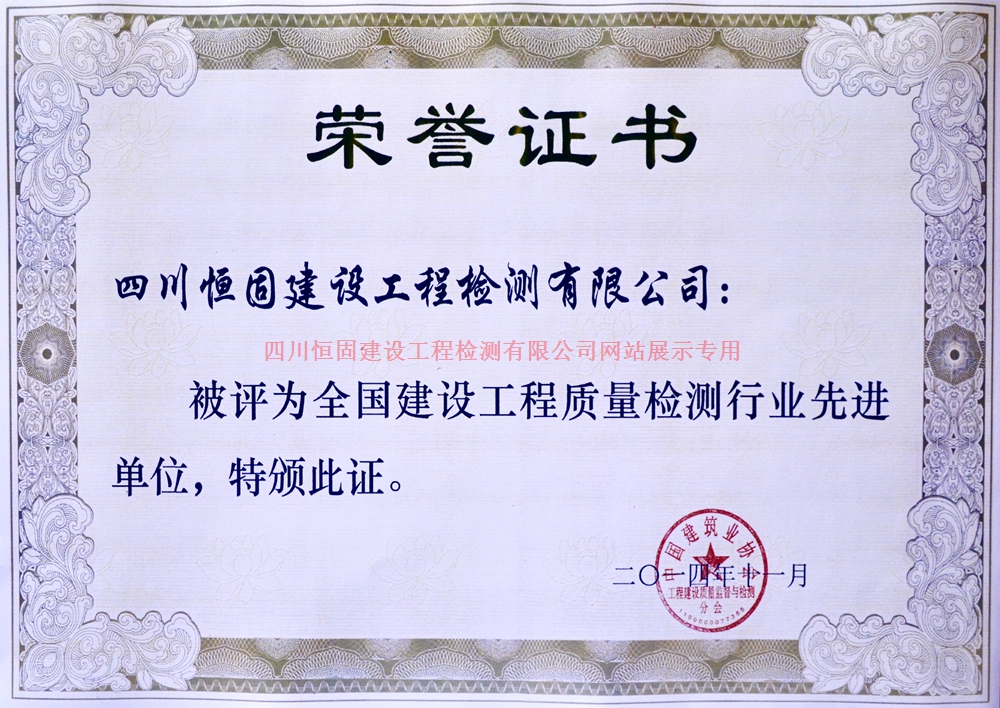 荣誉证书
四川恒固建设工程检测有限公司：
四川恒固建设工程检测有限公司网站展示专用
被评为全国建设工程质量检测行业先进
单位，特颁此证。
中国建筑业协会
二〇一四年十一月
工程建设质量监督与检测
分会